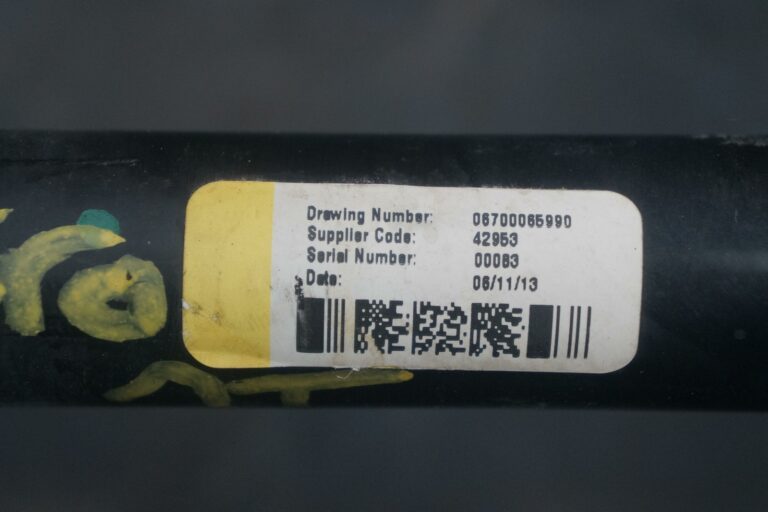 Drawing Number: 06700065990
Supplier Code: 42953
Serial Number: 00063
Date: 06/11/13